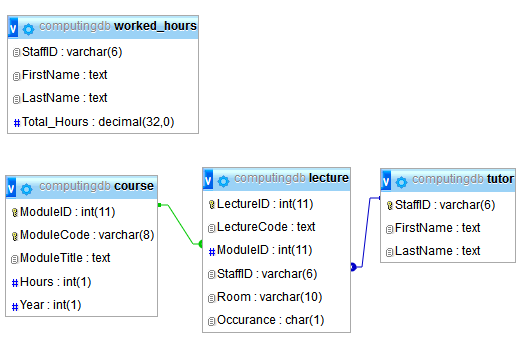 v computingdb worked_hours
StaffID : varchar(6)
FirstName : text
LastName : text
# Total_Hours : decimal(32,0)
v computingdb course
ModuleID : int(11)
ModuleCode : varchar(8)
ModuleTitle : text
# Hours : int(1)
# Year : int(1)
v computingdb lecture
LectureID : int(11)
LectureCode : text
# ModuleID : int(11)
StaffID : varchar(6)
Room : varchar(10)
Occurance : char(1)
v computingdb tutor
StaffID : varchar(6)
FirstName : text
LastName : text